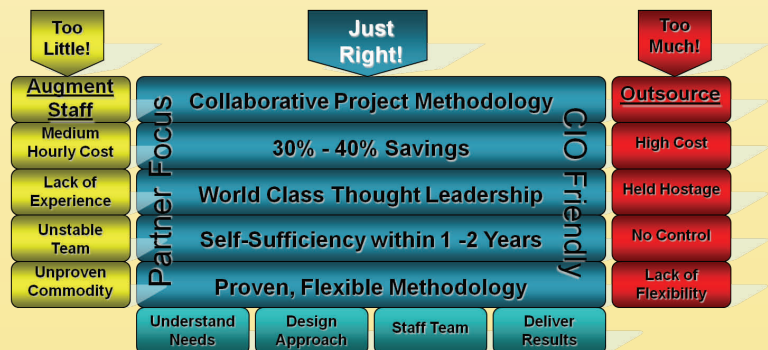 Too
Little!
Just
Right!
Too
Much!
Augment
Staff
Collaborative Project Methodology
Outsource
Medium
Hourly Cost
30% - 40% Savings
High Cost
Lack of
Experience
World Class Thought Leadership
Held Hostage
Unstable
Team
Self-Sufficiency within 1 -2 Years
No Control
Unproven
Commodity
Proven, Flexible Methodology
Lack of
Flexibility
Partner Focus
CIO Friendly
Understand
Needs
Design
Approach
Staff Team
Deliver
Results